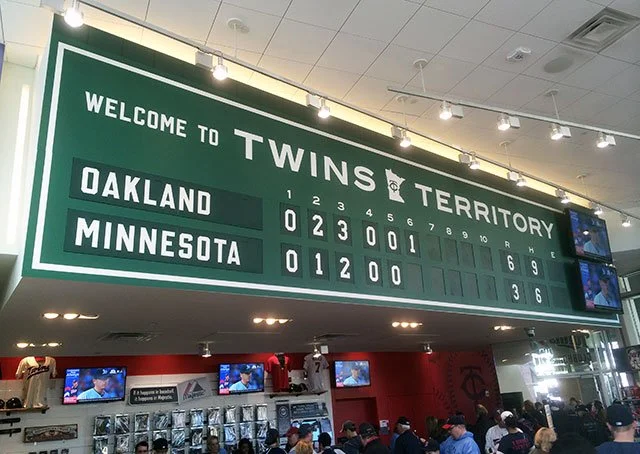 WELCOME TO TWINS TERRITORY
1 2 3 4 5 6 7 8 9 10 R H E
OAKLAND 0 2 3 0 0 1 6 9
MINNESOTA 0 1 2 0 0 3 6